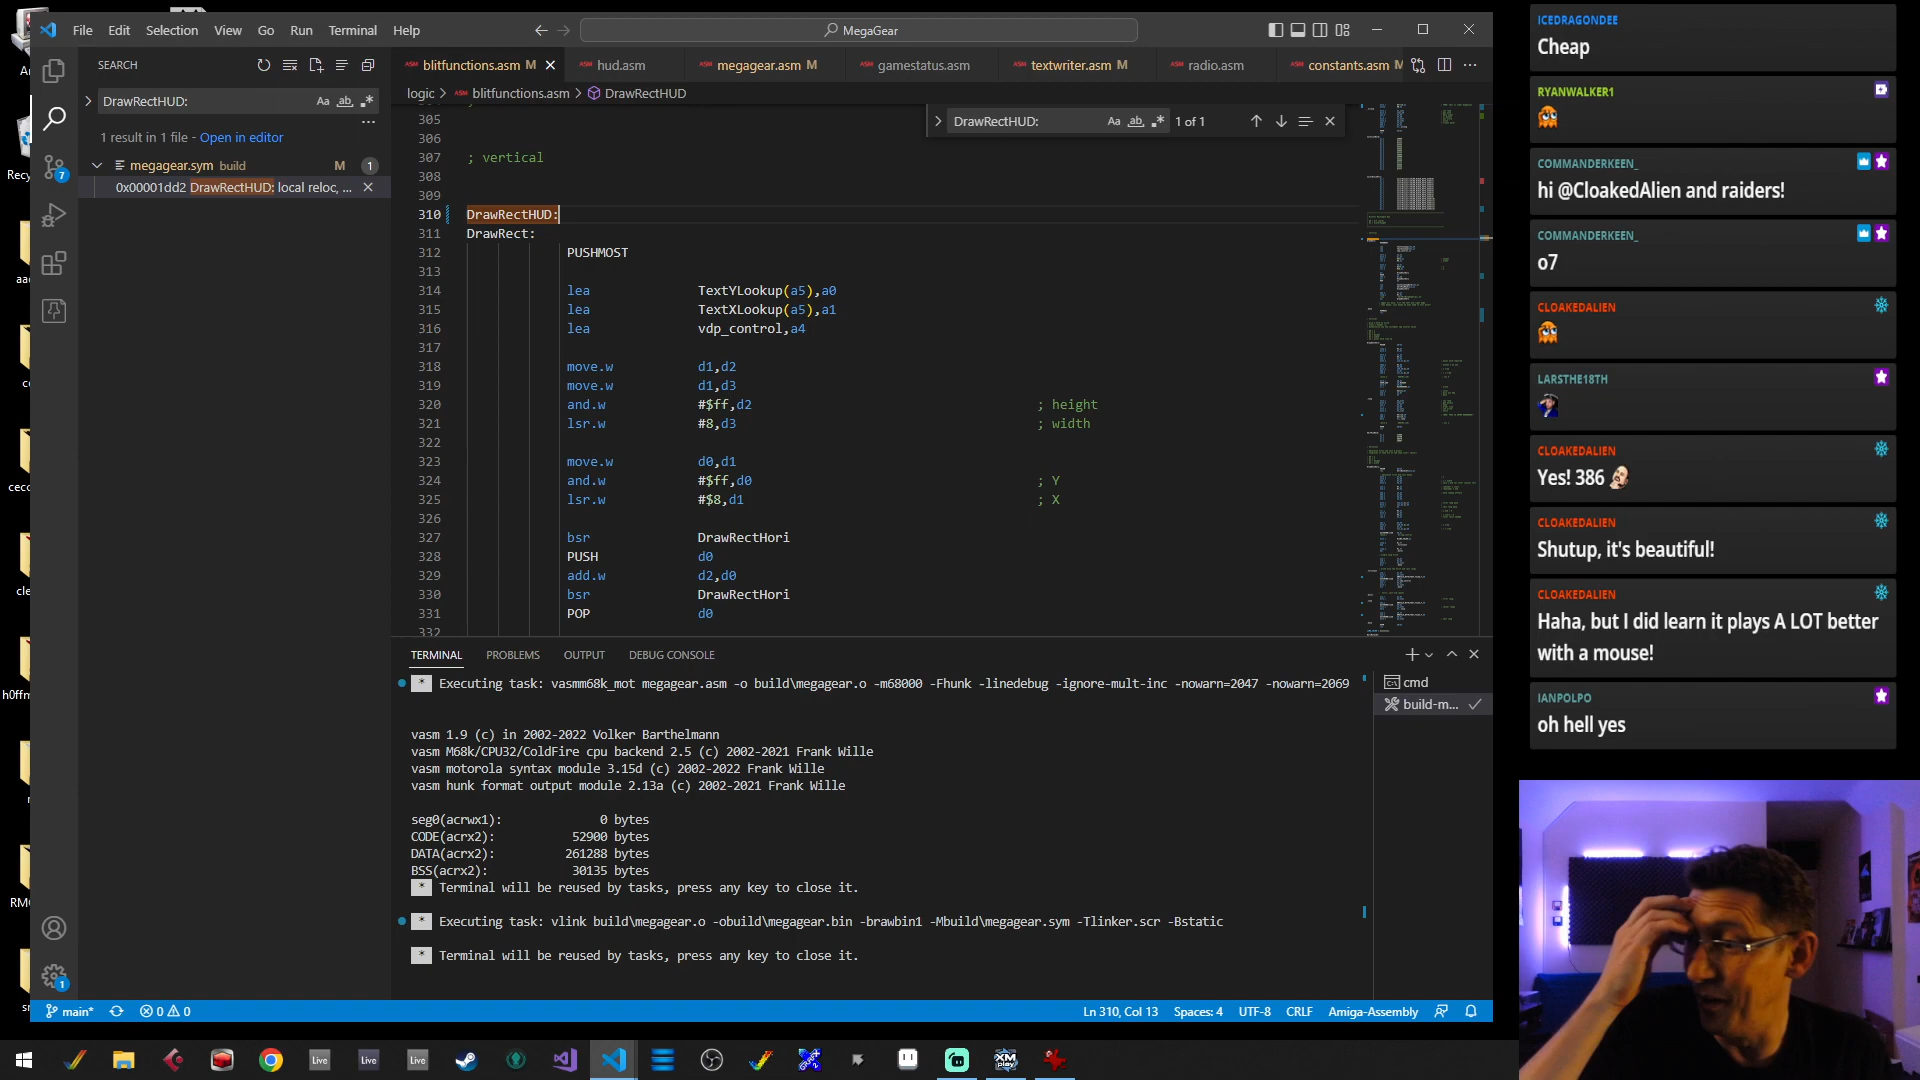 File Edit Selection View Go Run Terminal Help
MegaGear
SEARCH
DrawRectHUD:
Aa ab
1 result in 1 file - Open in editor
megagear.sym build M 1
0x00001dd2 DrawRectHUD: local reloc, ...
7
1
blitfunctions.asm M
hud.asm
megagear.asm M
gamestatus.asm
textwriter.asm M
radio.asm
constants.asm M
logic > blitfunctions.asm > DrawRectHUD
DrawRectHUD: Aa ab 1 of 1
305
306
307 ; vertical
308
309
310 DrawRectHUD:
311 DrawRect:
312 PUSHMOST
313
314 lea TextYLookup(a5),a0
315 lea TextXLookup(a5),a1
316 lea vdp_control,a4
317
318 move.w d1,d2
319 move.w d1,d3
320 and.w #$ff,d2 ; height
321 lsr.w #8,d3 ; width
322
323 move.w d0,d1
324 and.w #$ff,d0 ; Y
325 lsr.w #$8,d1 ; X
326
327 bsr DrawRectHori
328 PUSH d0
329 add.w d2,d0
330 bsr DrawRectHori
331 POP d0
332
TERMINAL PROBLEMS OUTPUT DEBUG CONSOLE
* Executing task: vasmm68k_mot megagear.asm -o build\megagear.o -m68000 -Fhunk -linedebug -ignore-mult-inc -nowarn=2047 -nowarn=2069
vasm 1.9 (c) in 2002-2022 Volker Barthelmann
vasm M68k/CPU32/ColdFire cpu backend 2.5 (c) 2002-2021 Frank Wille
vasm motorola syntax module 3.15d (c) 2002-2022 Frank Wille
vasm hunk format output module 2.13a (c) 2002-2021 Frank Wille
seg0(acrwx1): 0 bytes
CODE(acrx2): 52900 bytes
DATA(acrx2): 261288 bytes
BSS(acrx2): 30135 bytes
* Terminal will be reused by tasks, press any key to close it.
* Executing task: vlink build\megagear.o -obuild\megagear.bin -brawbin1 -Mbuild\megagear.sym -Tlinker.scr -Bstatic
* Terminal will be reused by tasks, press any key to close it.
cmd
build-m...
main* 0 0
Ln 310, Col 13 Spaces: 4 UTF-8 CRLF Amiga-Assembly
Live Live Live
XM play
ICEDRAGONDEE
Cheap
RYANWALKER1
COMMANDERKEEN_
hi @CloakedAlien and raiders!
COMMANDERKEEN_
o7
CLOAKEDALIEN
LARSTHE18TH
CLOAKEDALIEN
Yes! 386
CLOAKEDALIEN
Shutup, it's beautiful!
CLOAKEDALIEN
Haha, but I did learn it plays A LOT better
with a mouse!
IANPOLPO
oh hell yes